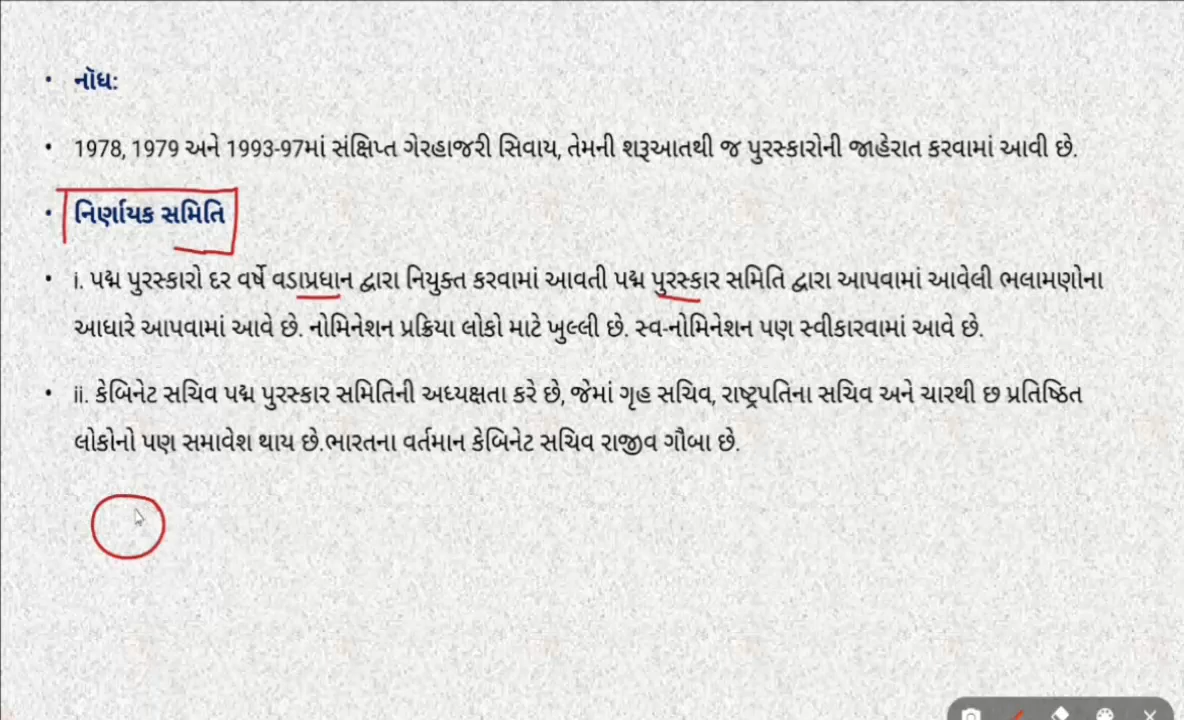 • નોંધ:
• 1978, 1979 અને 1993-97માં સંક્ષિપ્ત ગેરહાજરી સિવાય, તેમની શરૂઆતથી જ પુરસ્કારોની જાહેરાત કરવામાં આવી છે.
• નિર્ણાયક સમિતિ
• i. પદ્મ પુરસ્કારો દર વર્ષે વડાપ્રધાન દ્વારા નિયુક્ત કરવામાં આવતી પદ્મ પુરસ્કાર સમિતિ દ્વારા આપવામાં આવેલી ભલામણોના
આધારે આપવામાં આવે છે. નોમિનેશન પ્રક્રિયા લોકો માટે ખુલ્લી છે. સ્વ-નોમિનેશન પણ સ્વીકારવામાં આવે છે.
• ii. કેબિનેટ સચિવ પદ્મ પુરસ્કાર સમિતિની અધ્યક્ષતા કરે છે, જેમાં ગૃહ સચિવ, રાષ્ટ્રપતિના સચિવ અને ચારથી છ પ્રતિષ્ઠિત
લોકોનો પણ સમાવેશ થાય છે.ભારતના વર્તમાન કેબિનેટ સચિવ રાજીવ ગૌબા છે.